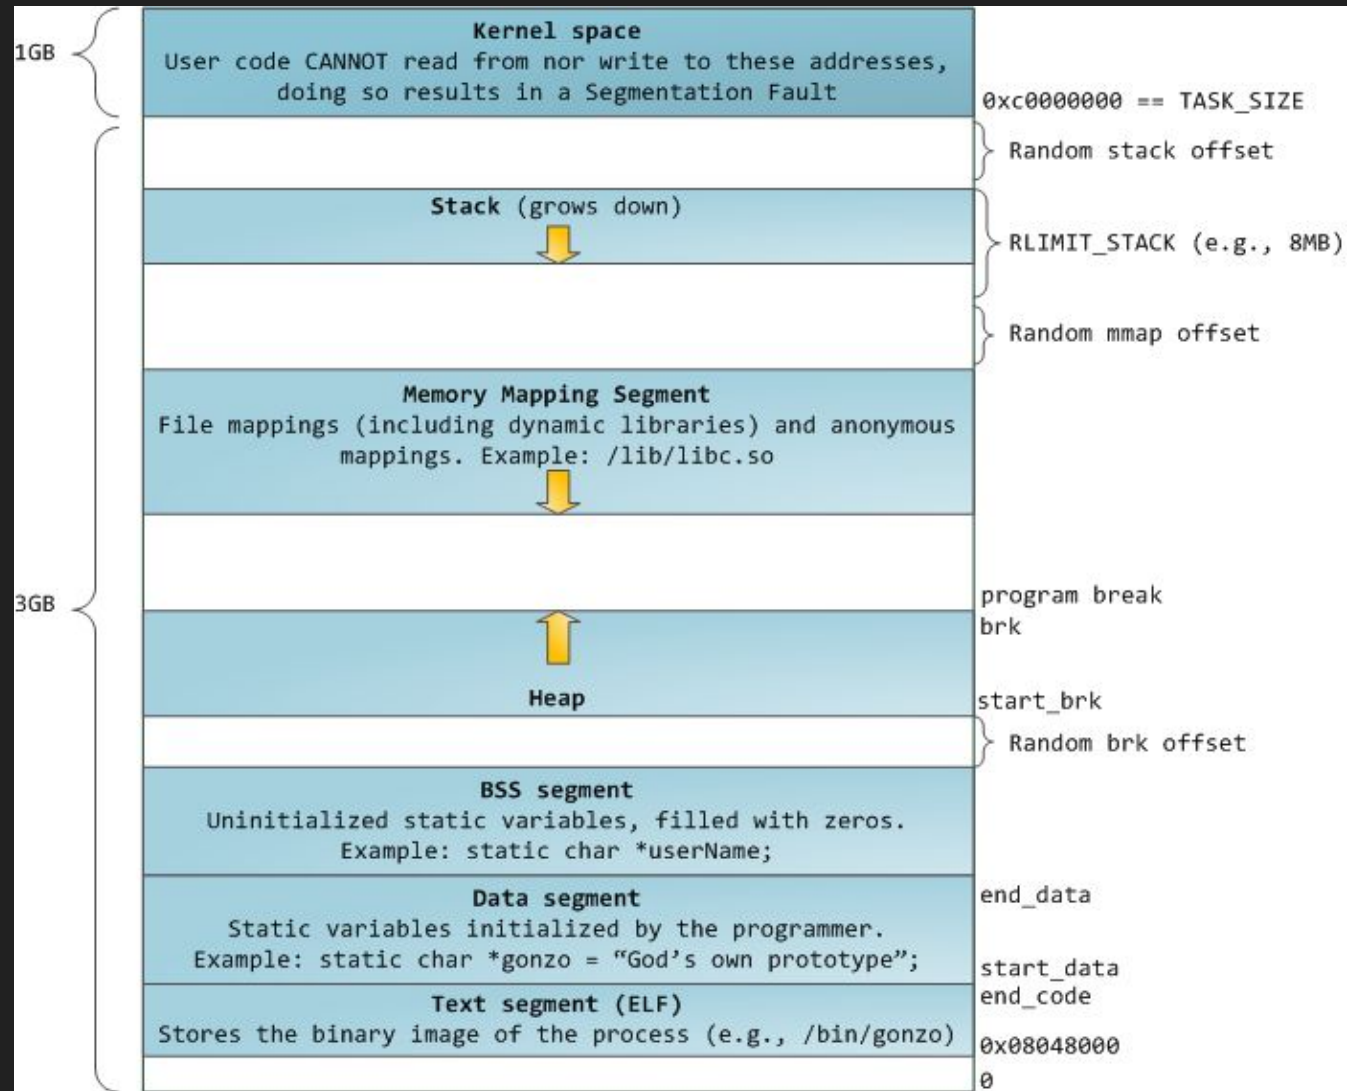 1GB
Kernel space
User code CANNOT read from nor write to these addresses,
doing so results in a Segmentation Fault
0xc0000000 == TASK_SIZE
Random stack offset
Stack (grows down)
RLIMIT_STACK (e.g., 8MB)
Random mmap offset
Memory Mapping Segment
File mappings (including dynamic libraries) and anonymous
mappings. Example: /lib/libc.so
3GB
program break
brk
Heap
start_brk
Random brk offset
BSS segment
Uninitialized static variables, filled with zeros.
Example: static char *userName;
Data segment
end_data
Static variables initialized by the programmer.
Example: static char *gonzo = “God’s own prototype”;
start_data
Text segment (ELF)
end_code
Stores the binary image of the process (e.g., /bin/gonzo)
0x08048000
0